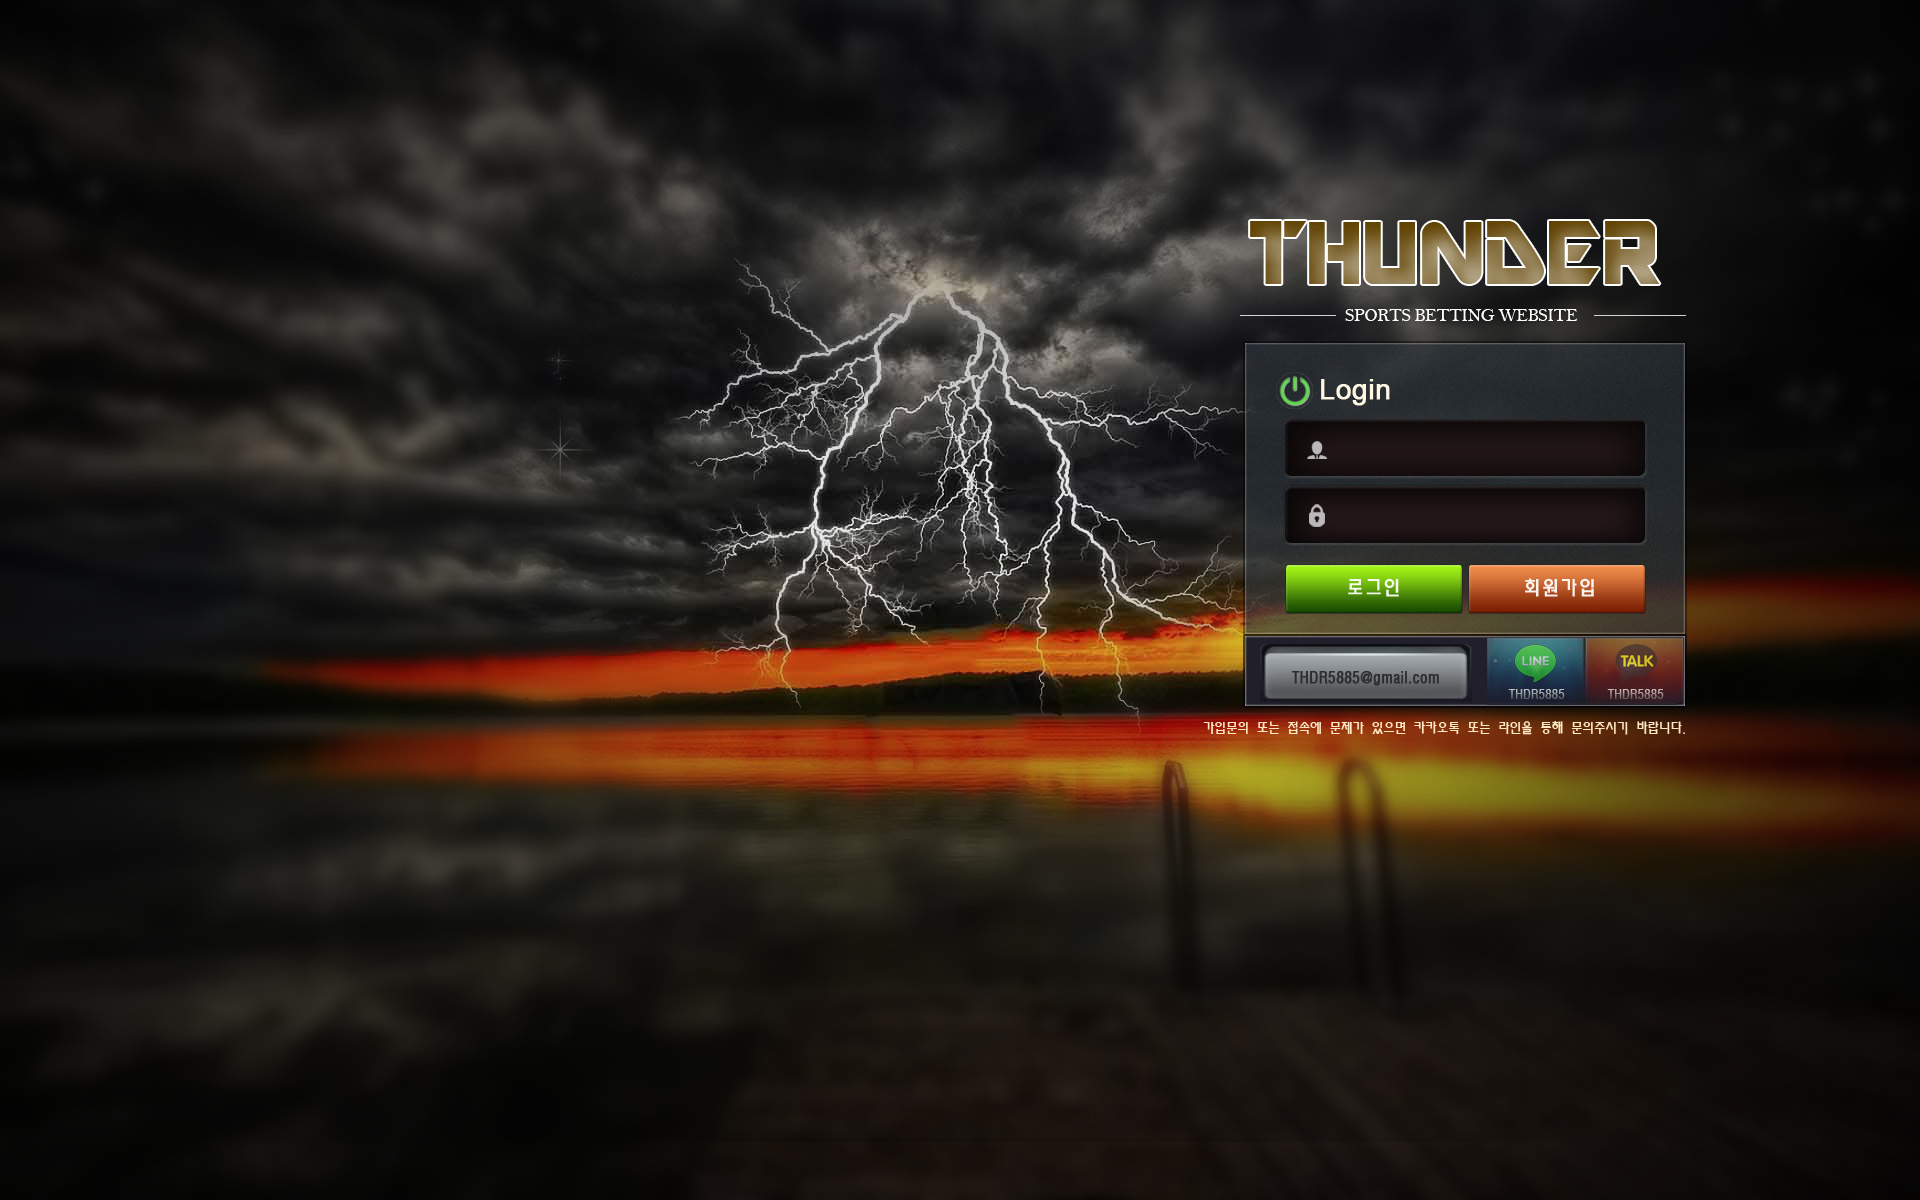 THUNDER
SPORTS BETTING WEBSITE
Login
로그인 회원가입
THDR5885@gmail.com
LINE
THDR5885
TALK
THDR5885
가입문의 또는 접속에 문제가 있으면 카카오톡 또는 라인을 통해 문의주시기 바랍니다.